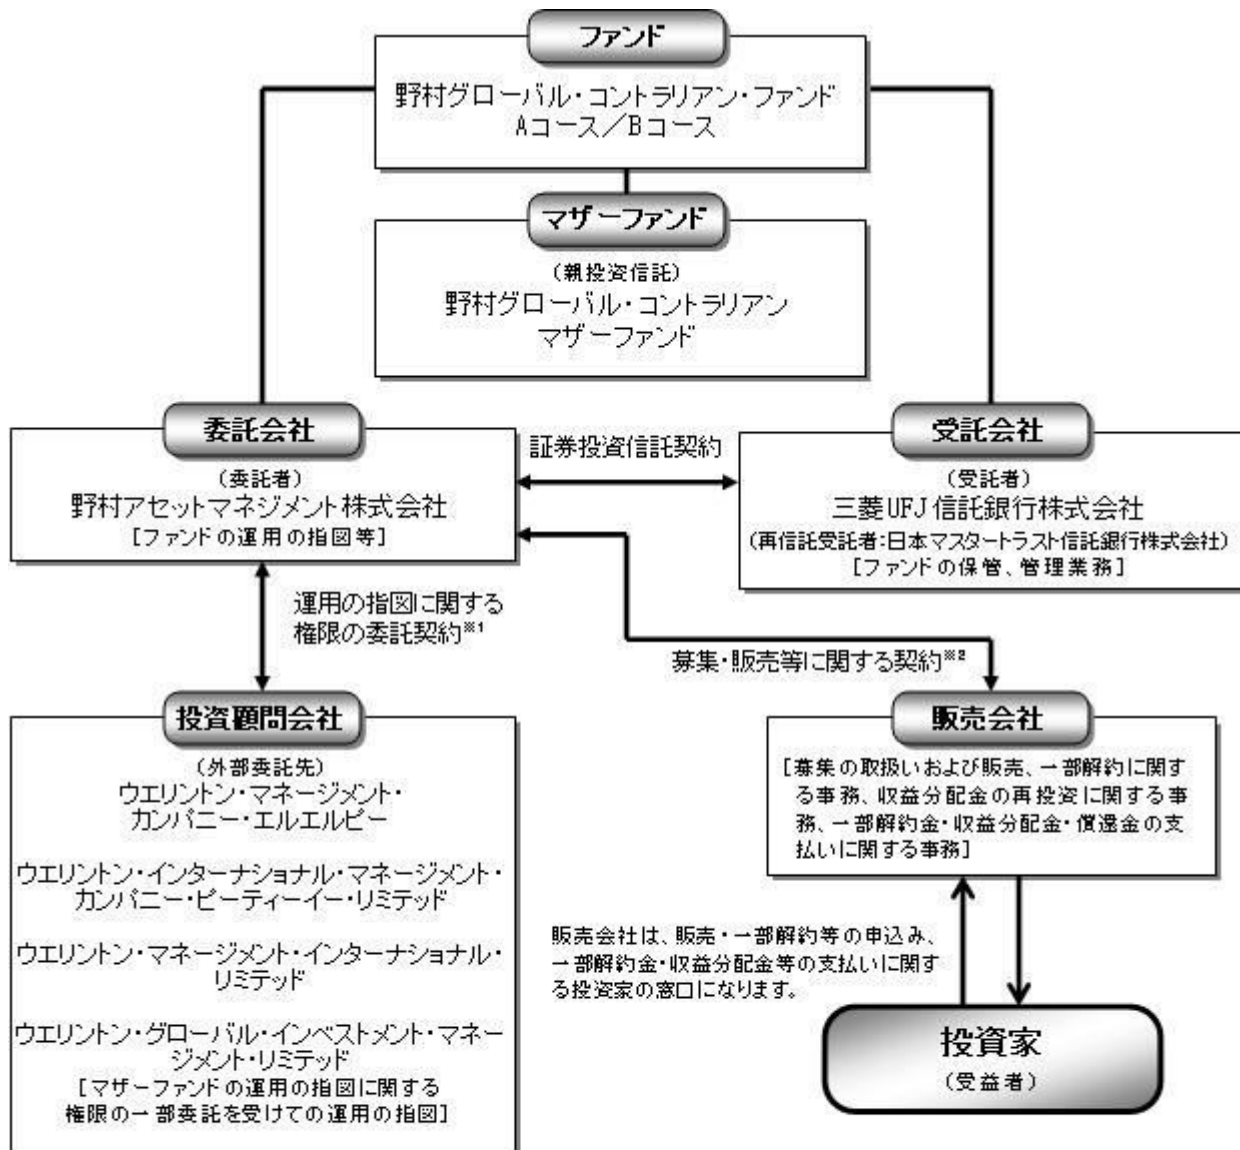 ファンド
野村グローバル・コントラリアン・ファンド
Aコース／Bコース
マザーファンド
（親投資信託）
野村グローバル・コントラリアン
マザーファンド
委託会社
（委託者）
野村アセットマネジメント株式会社
［ファンドの運用の指図等］
証券投資信託契約
受託会社
（受託者）
三菱UFJ信託銀行株式会社
（再信託受託者：日本マスタートラスト信託銀行株式会社）
［ファンドの保管、管理業務］
運用の指図に関する
権限の委託契約※1
募集・販売等に関する契約※2
投資顧問会社
（外部委託先）
ウエリントン・マネージメント・
カンパニー・エルエルピー
ウエリントン・インターナショナル・マネージメント・
カンパニー・ピーティーイー・リミテッド
ウエリントン・マネージメント・インターナショナル・
リミテッド
ウエリントン・グローバル・インベストメント・マネー
ジメント・リミテッド
［マザーファンドの運用の指図に関する
権限の一部委託を受けての運用の指図］
販売会社
［募集の取扱いおよび販売、一部解約に関す
る事務、収益分配金の再投資に関する事
務、一部解約金・収益分配金・償還金の支
払いに関する事務］
販売会社は、販売・一部解約等の申込み、
一部解約金・収益分配金等の支払いに関す
る投資家の窓口になります。
投資家
（受益者）